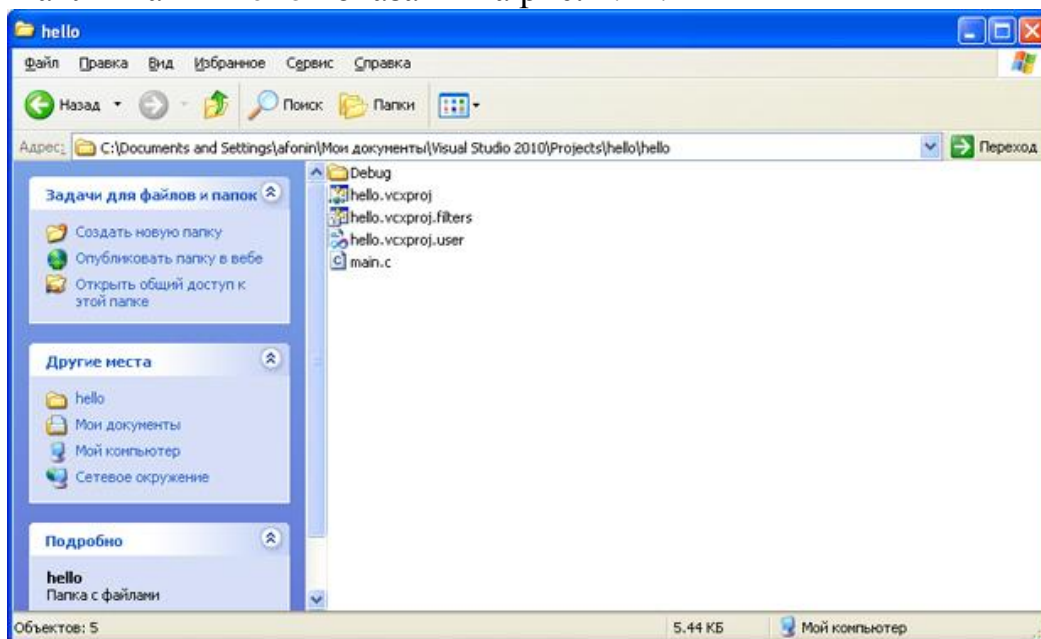 hello
Файл Правка Вид Избранное Сервис Справка
Назад Поиск Папки
Адрес: C:\Documents and Settings\afonin\Мои документы\Visual Studio 2010\Projects\hello\hello Переход
Задачи для файлов и папок
Создать новую папку
Опубликовать папку в вебе
Открыть общий доступ к
этой папке
Другие места
hello
Мои документы
Мой компьютер
Сетевое окружение
Подробно
hello
Папка с файлами
Debug
hello.vcxproj
hello.vcxproj.filters
hello.vcxproj.user
main.c
Объектов: 5 5.44 КБ Мой компьютер